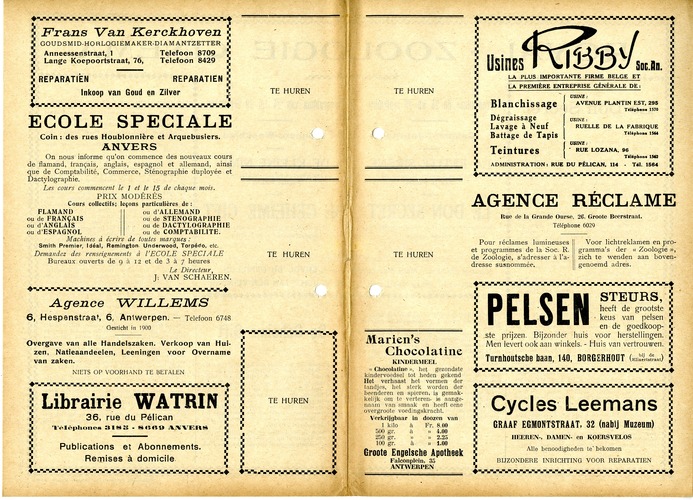 Frans Van Kerckhoven
GOUDSMID-HORLOGIEMAKER-DIAMANTZETTER
Anneessenstraat, 1 Telefoon 8709
Lange Koepoortstraat, 76, Telefoon 8429
REPARATIËN REPARATIEN
Inkoop van Goud en Zilver
ECOLE SPECIALE
Coin : des rues Houblonnière et Arquebusiers.
ANVERS
On nous informe qu'on commence des nouveaux cours
de flamand, français, anglais, espagnol et allemand, ainsi
que de Comptabilité, Commerce, Sténographie duployée et
Dactylographie.
Les cours commencent le 1 et le 15 de chaque mois.
PRIX MODÉRÉS
Cours collectifs; leçons particulières de :
FLAMAND ou d'ALLEMAND
ou de FRANÇAIS ou de STENOGRAPHIE
ou d'ANGLAIS ou de DACTYLOGRAPHIE
ou d'ESPAGNOL ou de COMPTABILITÉ.
Machines à écrire de toutes marques :
Smith Premier, Idéal, Remington Underwood, Torpédo, etc.
Demandez des renseignements à l'ECOLE SPECIALE
Bureaux ouverts de 9 à 12 et de 3 à 7 heures
Le Directeur,
J. VAN SCHAEREN.
Agence WILLEMS
6, Hespenstraat, 6, Antwerpen. — Telefoon 6748
Gesticht in 1900
Overgave van alle Handelszaken. Verkoop van Hui-
zen. Natieaandeelen, Leeningen voor Overname
van zaken.
NIETS OP VOORHAND TE BETALEN
Librairie WATRIN
36, rue du Pélican
Téléphones 3183 - 8669 ANVERS
Publications et Abonnements.
Remises à domicile
TE HUREN
TE HUREN
TE HUREN
TE HUREN
TE HUREN
Marien's
Chocolatine
KINDERMEEL
« Chocolatine », het gezondste
kindervoedsel tot heden gekend
Het verhaast het vormen der
tandjes, het sterk worden der
beenderen en spieren, is gemak-
kelijk om te verteren, is aange-
naam van smaak en heeft eene
overgroote voedingskracht.
Verkrijgbar in doozen van
1 kilo à Fr. 8.00
500 gr. à » 4.00
250 gr. à » 2.25
100 gr. à » 1.00
Groote Engelsche Apotheek
Falconplein, 35
ANTWERPEN
Usines RIBBY Soc. An.
LA PLUS IMPORTANTE FIRME BELGE ET
LA PREMIÈRE ENTREPRISE GÉNÉRALE DE :
Blanchissage
USINE :
AVENUE PLANTIN EST, 295
Dégraissage
Lavage à Neuf
Battage de Tapis
USINE :
RUELLE DE LA FABRIQUE
Teintures
USINE :
RUE LOZANA, 96
ADMINISTRATION : RUE DU PÉLICAN, 114 - Tél. 1564
AGENCE RÉCLAME
Rue de la Grande Ourse, 26. Groote Beerstraat.
Téléphone 6029
Pour réclames lumineuses
et programmes de la Soc. R.
de Zoologie, s'adresser à l'a-
dresse susnommée.
Voor lichtreklamen en pro-
gramma's der « Zoologie »,
zich te wenden aan boven-
genoemd adres.
PELSEN STEURS,
heeft de grootste
keus van pelsen
en de goedkoop-
ste prijzen. Bijzonder huis voor herstellingen.
Men levert ook aan winkels. - Huis van vertrouwen.
Turnhoutsche baan, 140, BORGERHOUT
Cycles Leemans
GRAAF EGMONTSTRAAT, 32 (nabij Muzeum)
HEEREN-, DAMEN- en KOERSVELOS
Alle benoodigheden te bekomen
BIJZONDERE INRICHTING VOOR REPARATIEN